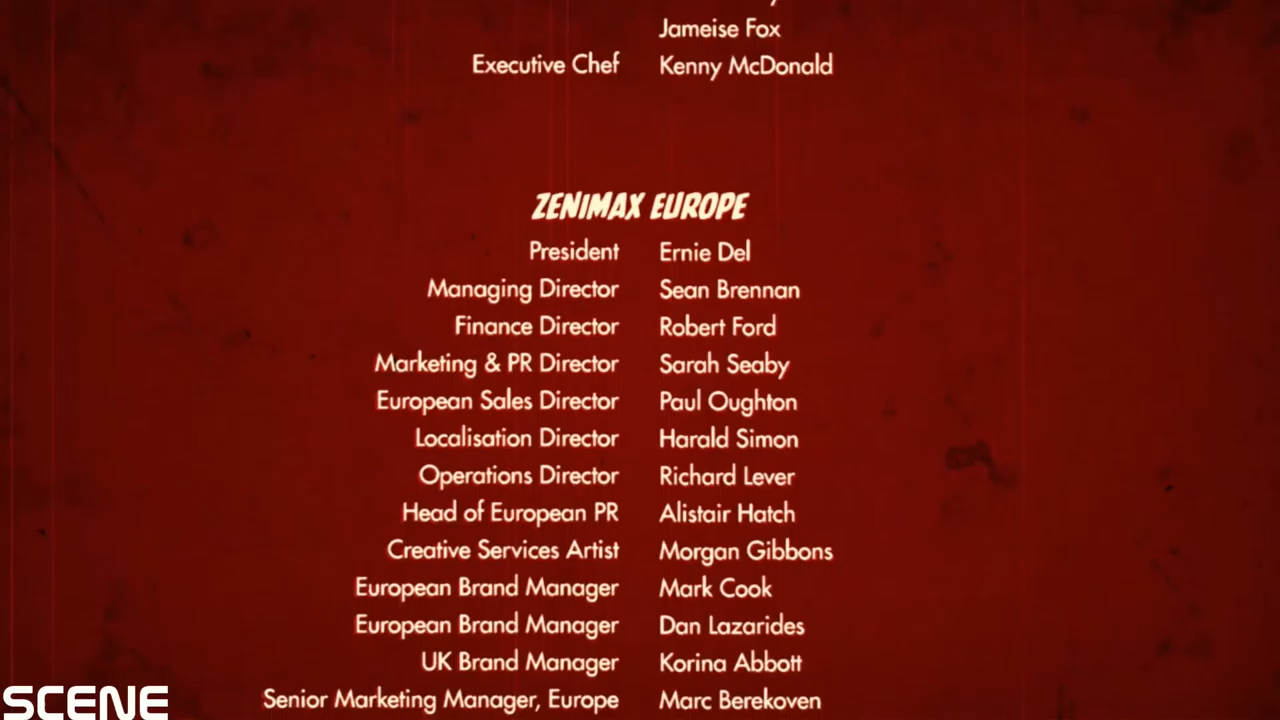 Jameise Fox
Executive Chef Kenny McDonald
ZENIMAX EUROPE
President Ernie Del
Managing Director Sean Brennan
Finance Director Robert Ford
Marketing & PR Director Sarah Seaby
European Sales Director Paul Oughton
Localisation Director Harald Simon
Operations Director Richard Lever
Head of European PR Alistair Hatch
Creative Services Artist Morgan Gibbons
European Brand Manager Mark Cook
European Brand Manager Dan Lazarides
UK Brand Manager Korina Abbott
Senior Marketing Manager, Europe Marc Berekoven
SCENE